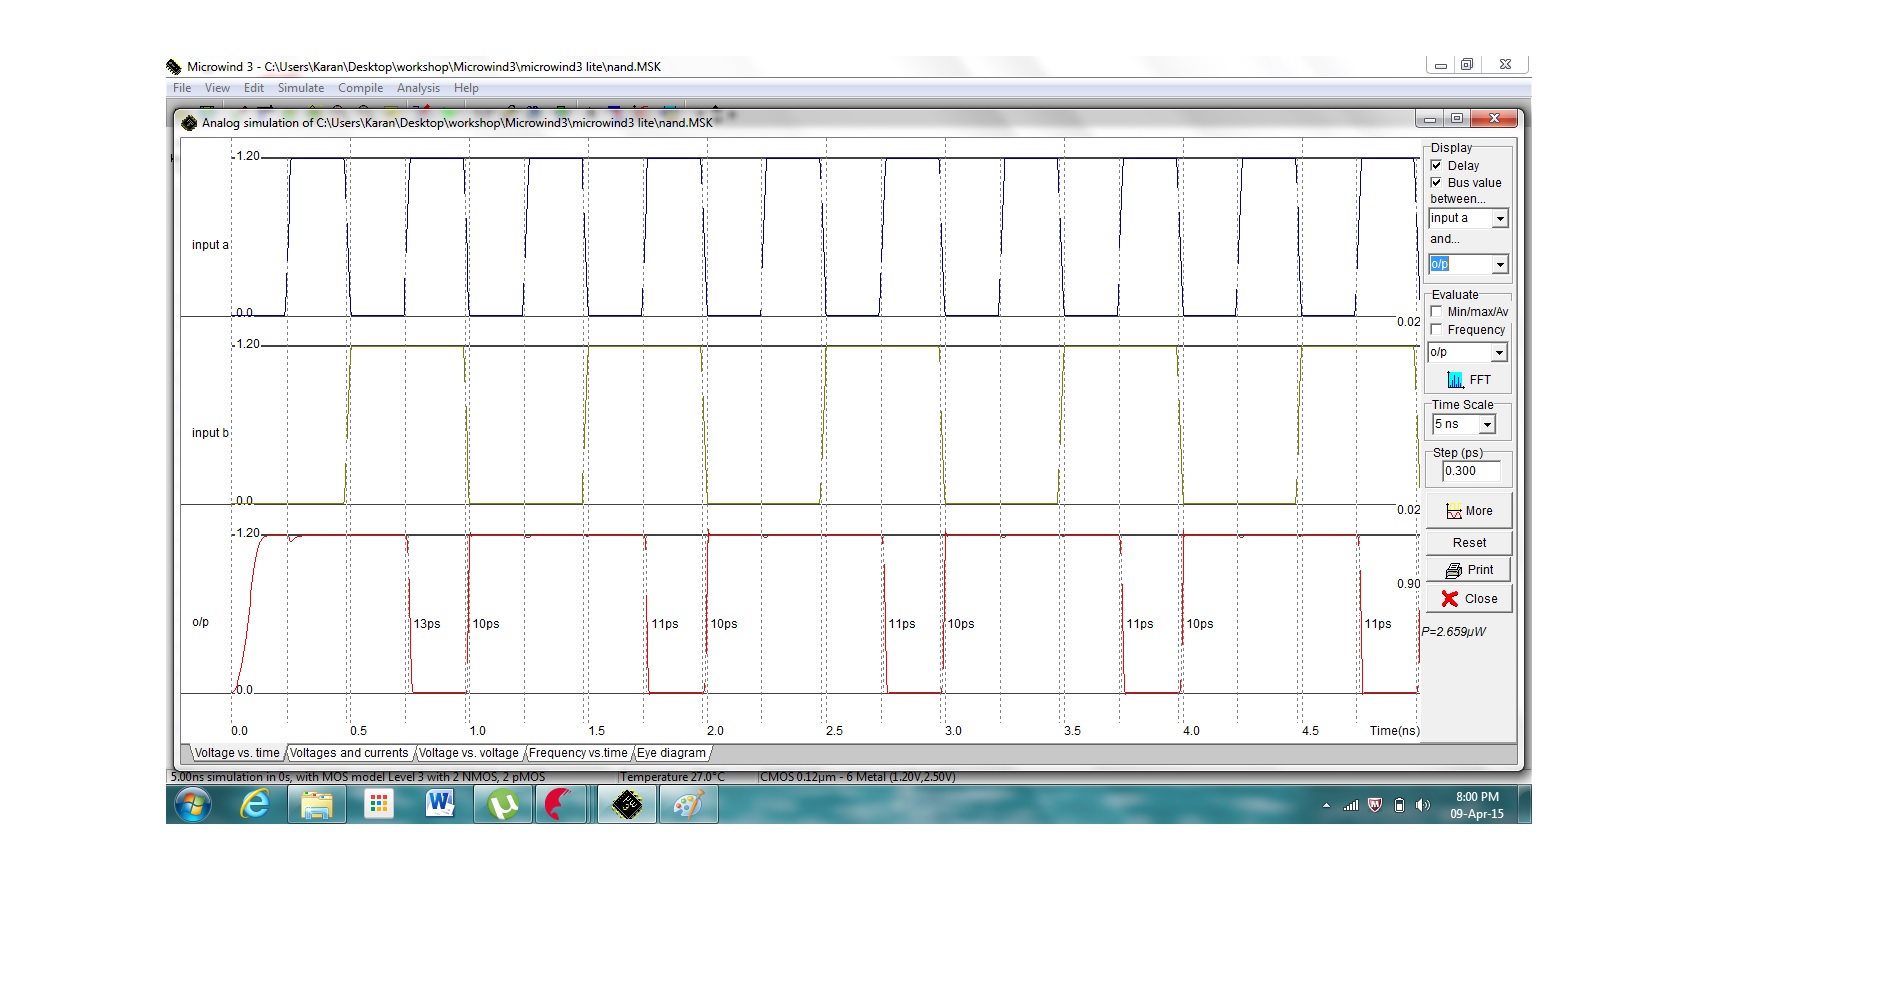 Microwind 3 - C:\Users\Karan\Desktop\workshop\Microwind3\microwind3 lite\nand.MSK
File View Edit Simulate Compile Analysis Help
Analog simulation of C:\Users\Karan\Desktop\workshop\Microwind3\microwind3 lite\nand.MSK
1.20
input a
0.0
0.02
1.20
input b
0.0
0.02
1.20
0.90
o/p
13ps 10ps 11ps 10ps 11ps 10ps 11ps 10ps 11ps
0.0
0.0 0.5 1.0 1.5 2.0 2.5 3.0 3.5 4.0 4.5 Time(ns)
Display
Delay
Bus value
between...
input a
and...
o/p
Evaluate
Min/max/Av
Frequency
o/p
FFT
Time Scale
5 ns
Step (ps)
0.300
More
Reset
Print
Close
P=2.659µW
Voltage vs. time Voltages and currents Voltage vs. voltage Frequency vs.time Eye diagram
5.00ns simulation in 0s, with MOS model Level 3 with 2 NMOS, 2 pMOS Temperature 27.0°C CMOS 0.12µm - 6 Metal (1.20V,2.50V)
8:00 PM
09-Apr-15